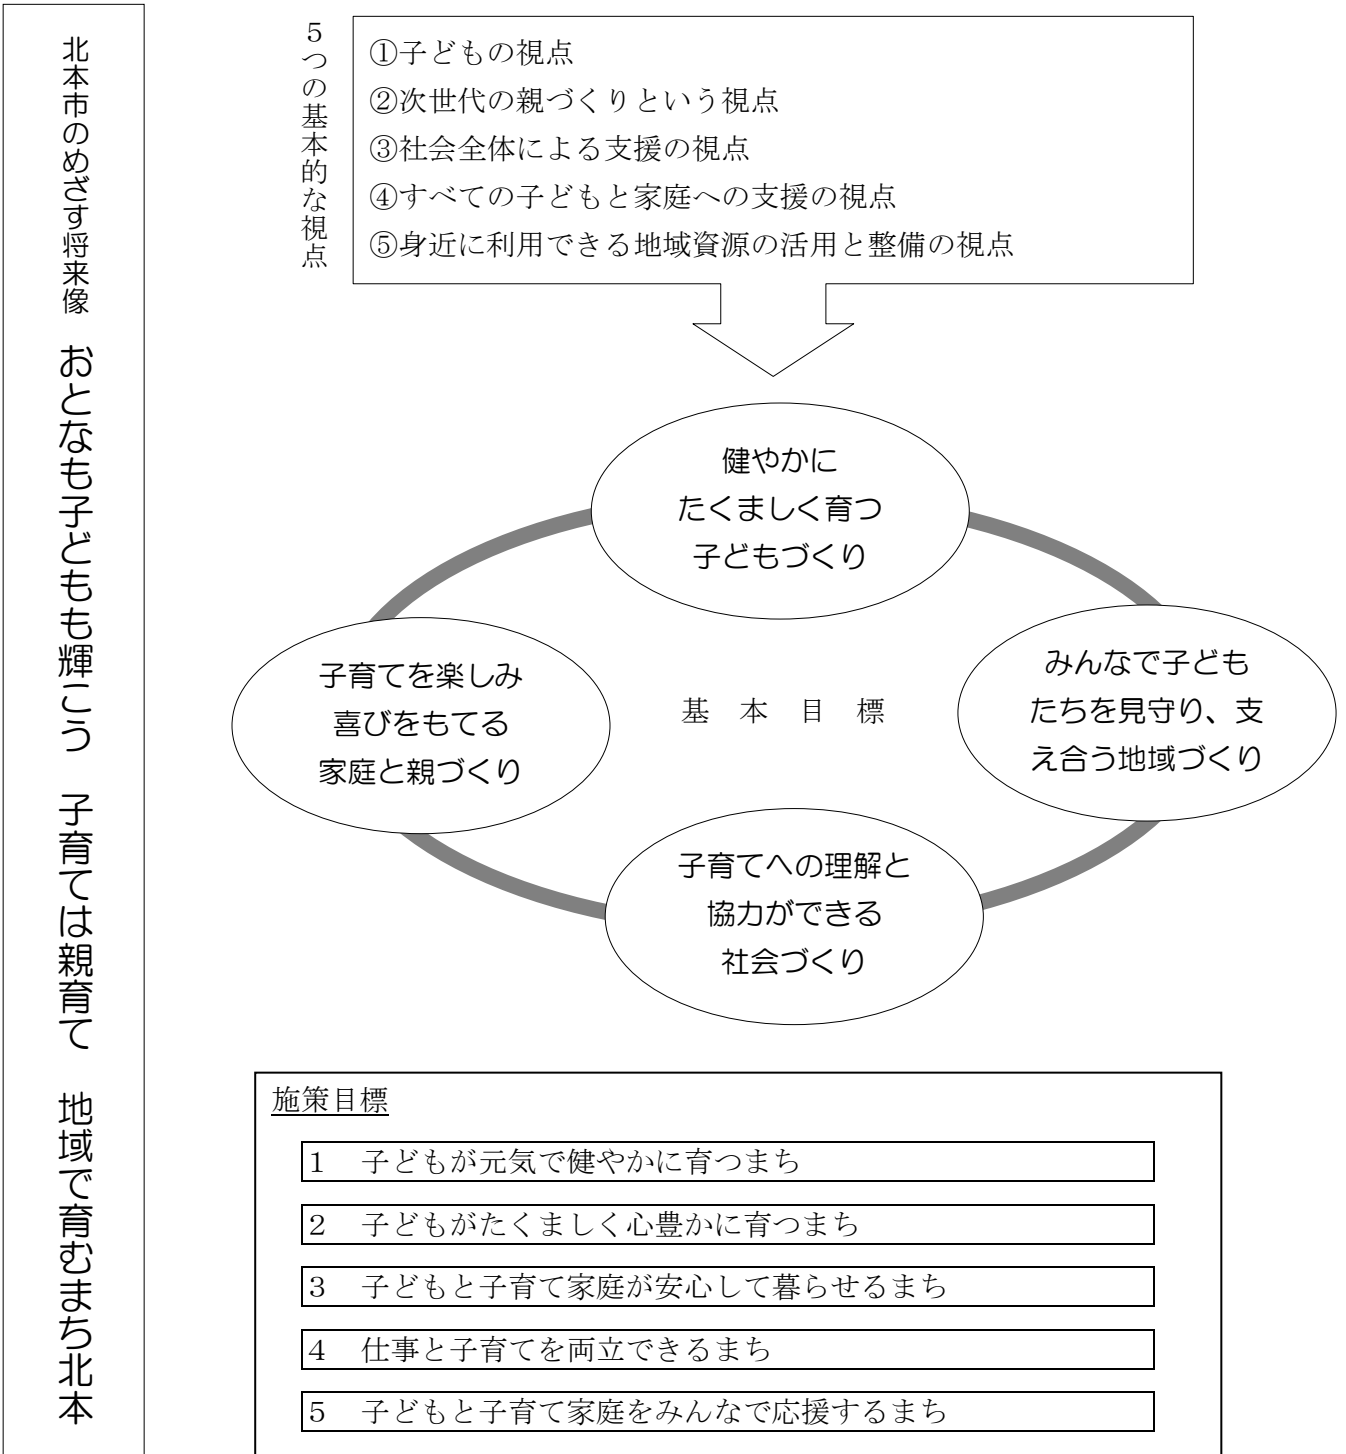 北本市のめざす将来像　おとなも子どもも輝こう　子育ては親育て　地域で育むまち北本
５つの基本的な視点
①子どもの視点
②次世代の親づくりという視点
③社会全体による支援の視点
④すべての子どもと家庭への支援の視点
⑤身近に利用できる地域資源の活用と整備の視点
健やかに
たくましく育つ
子どもづくり
子育てを楽しみ
喜びをもてる
家庭と親づくり
基　本　目　標
みんなで子ども
たちを見守り、支
え合う地域づくり
子育てへの理解と
協力ができる
社会づくり
施策目標
１　子どもが元気で健やかに育つまち
２　子どもがたくましく心豊かに育つまち
３　子どもと子育て家庭が安心して暮らせるまち
４　仕事と子育てを両立できるまち
５　子どもと子育て家庭をみんなで応援するまち